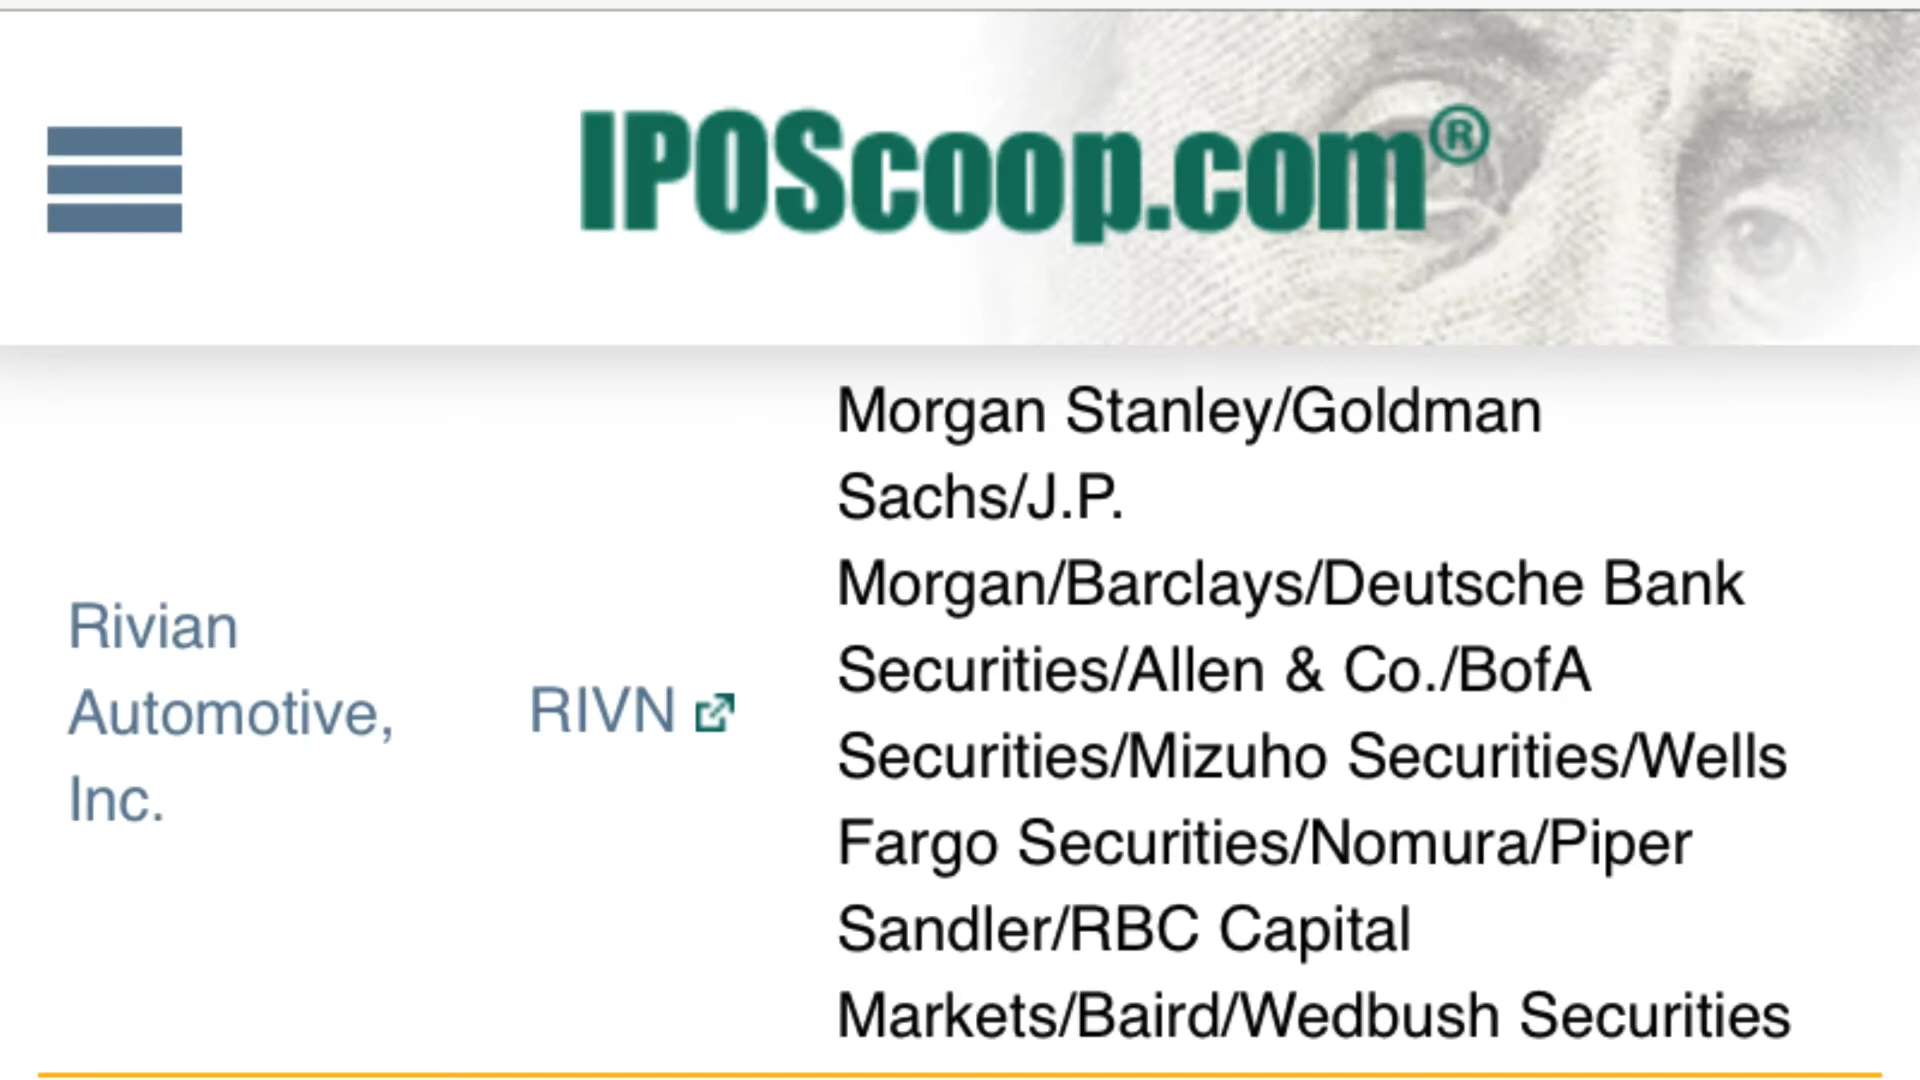 IPOScoop.com®
Morgan Stanley/Goldman
Sachs/J.P.
Morgan/Barclays/Deutsche Bank
Securities/Allen & Co./BofA
Securities/Mizuho Securities/Wells
Fargo Securities/Nomura/Piper
Sandler/RBC Capital
Markets/Baird/Wedbush Securities
Rivian
Automotive,
Inc.
RIVN